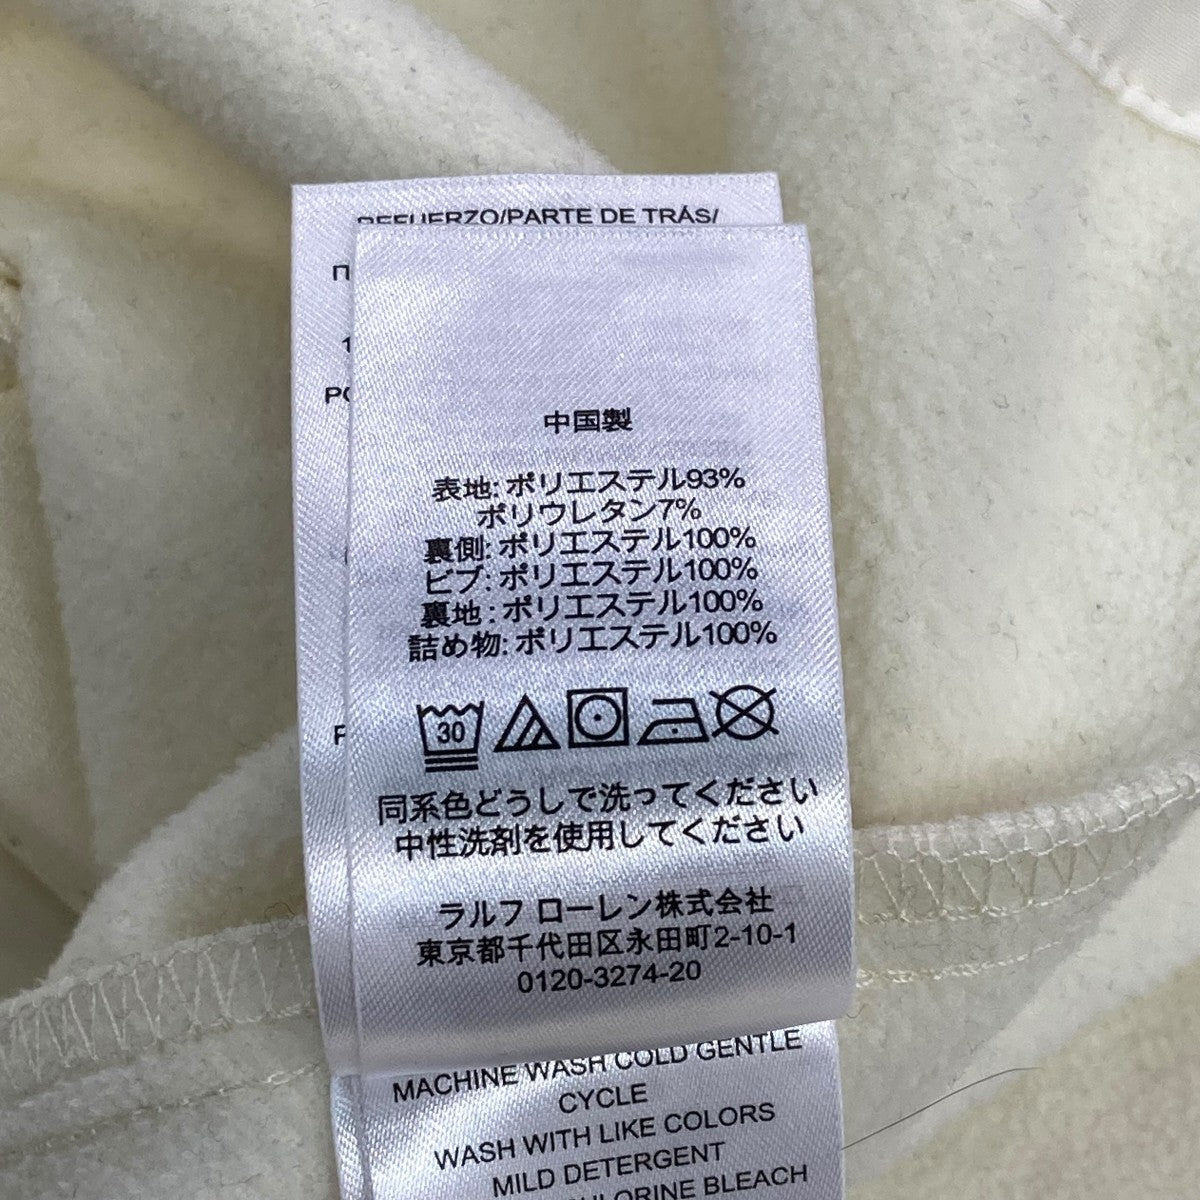 REFUERZO/PARTE DE TRÁS/
中国製
表地: ポリエステル93%
ポリウレタン7%
裏側: ポリエステル100%
ビブ: ポリエステル100%
裏地 : ポリエステル100%
詰め物: ポリエステル100%
30
同系色どうしで洗ってください
中性洗剤を使用してください
ラルフ ローレン株式会社
東京都千代田区永田町2-10-1
0120-3274-20
MACHINE WASH COLD GENTLE
CYCLE
WASH WITH LIKE COLORS
MILD DETERGENT
BLEACH